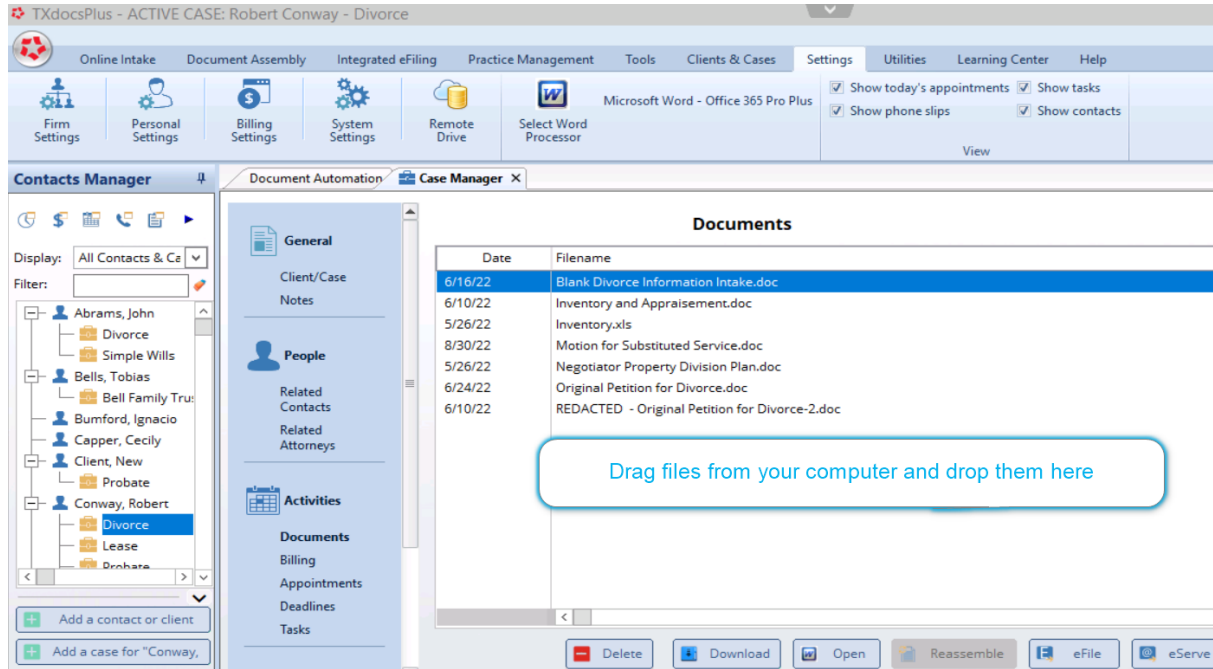 TXdocsPlus - ACTIVE CASE: Robert Conway - Divorce
Online Intake Document Assembly Integrated eFiling Practice Management Tools Clients & Cases Settings Utilities Learning Center Help
Firm Settings
Personal Settings
Billing Settings
System Settings
Remote Drive
Select Word Processor
Microsoft Word - Office 365 Pro Plus
Show today's appointments Show tasks
Show phone slips Show contacts
View
Contacts Manager
Document Automation Case Manager X
Display: All Contacts & Ca
Filter:
Abrams, John
Divorce
Simple Wills
Bells, Tobias
Bell Family Trus
Bumford, Ignacio
Capper, Cecily
Client, New
Probate
Conway, Robert
Divorce
Lease
Probate
Add a contact or client
Add a case for "Conway,
General
Client/Case
Notes
People
Related
Contacts
Related
Attorneys
Activities
Documents
Billing
Appointments
Deadlines
Tasks
Documents
Date Filename
6/16/22 Blank Divorce Information Intake.doc
6/10/22 Inventory and Appraisement.doc
5/26/22 Inventory.xls
8/30/22 Motion for Substituted Service.doc
5/26/22 Negotiator Property Division Plan.doc
6/24/22 Original Petition for Divorce.doc
6/10/22 REDACTED - Original Petition for Divorce-2.doc
Drag files from your computer and drop them here
Delete Download Open Reassemble eFile eServe